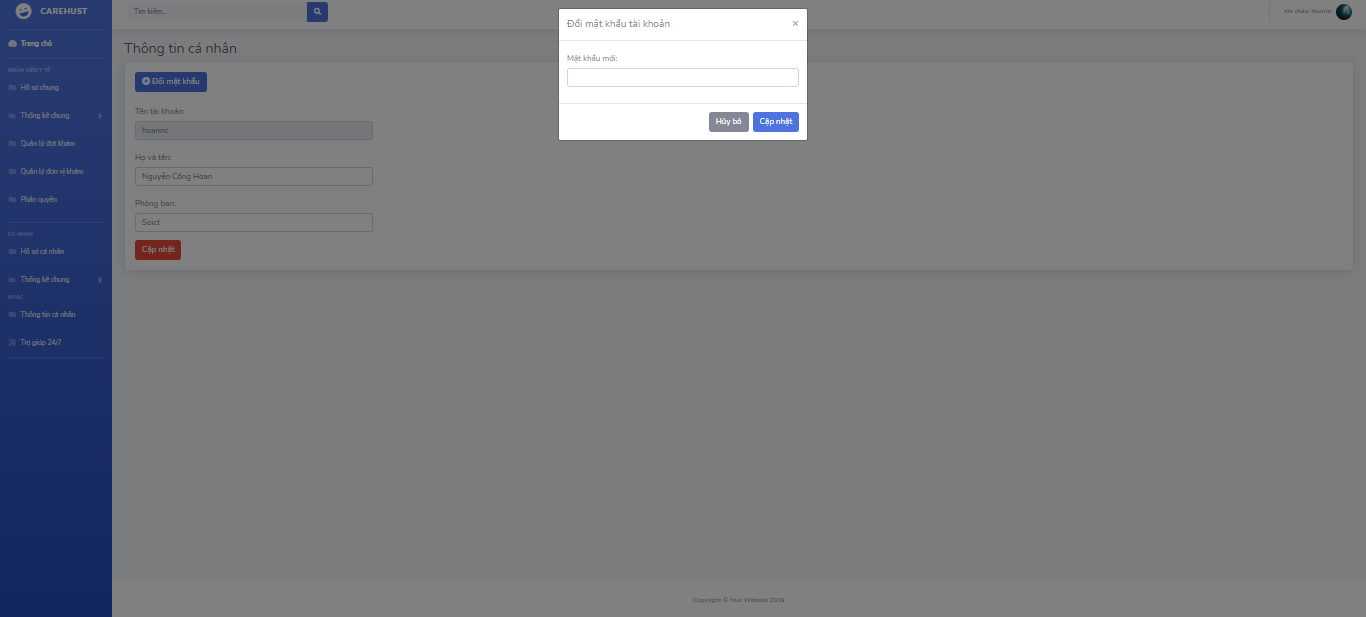 CAREHUST
Trang chủ
NHÂN VIÊN Y TẾ
Hồ sơ chung
Thống kê chung
Quản lý đợt khám
Quản lý đơn vị khám
Phân quyền
CÁ NHÂN
Hồ sơ cá nhân
Thống kê chung
KHÁC
Thông tin cá nhân
Trợ giúp 24/7
Tìm kiếm...
Xin chào, hoannc
Thông tin cá nhân
Đổi mật khẩu
Tên tài khoản:
hoannc
Họ và tên:
Nguyễn Công Hoan
Phòng ban:
Soict
Cập nhật
Đổi mật khẩu tài khoản
×
Mật khẩu mới:
Hủy bỏ
Cập nhật
Copyright © Your Website 2019